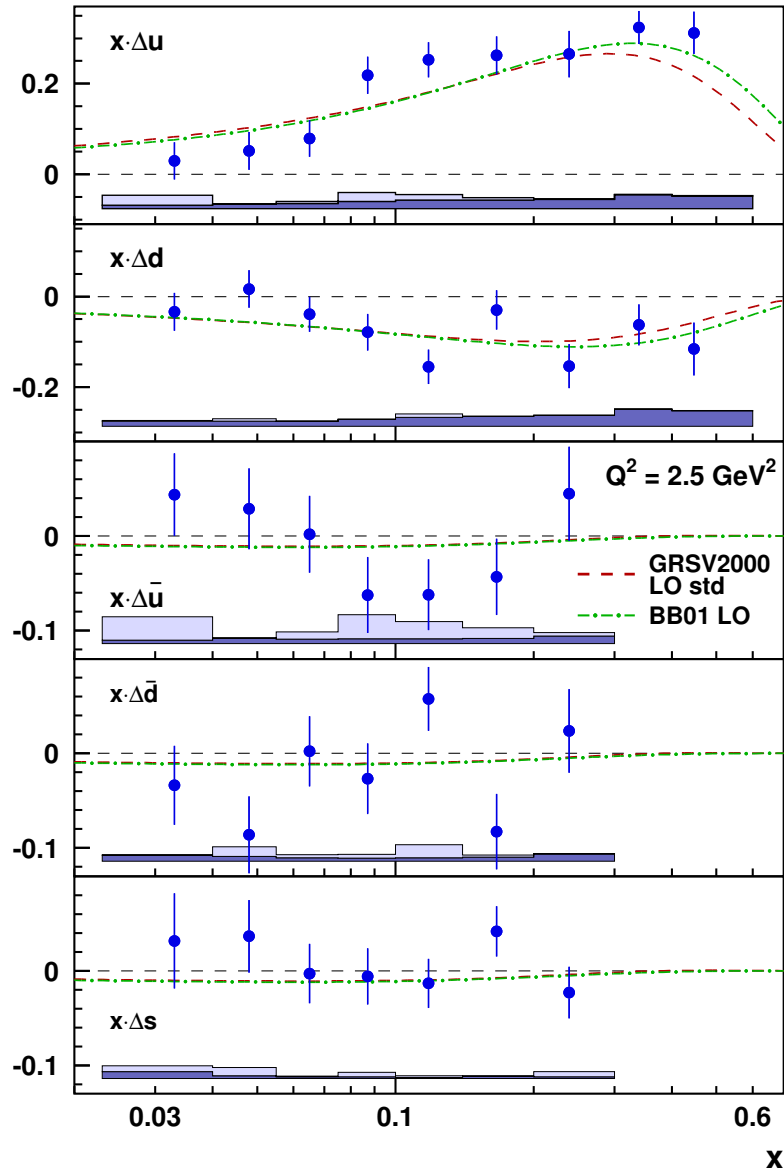 x·Δu
0.2
0
x·Δd
0
-0.2
Q² = 2.5 GeV²
0
GRSV2000
LO std
x·Δū
BB01 LO
-0.1
x·Δd̄
0
-0.1
0
x·Δs
-0.1
0.03 0.1 0.6
x